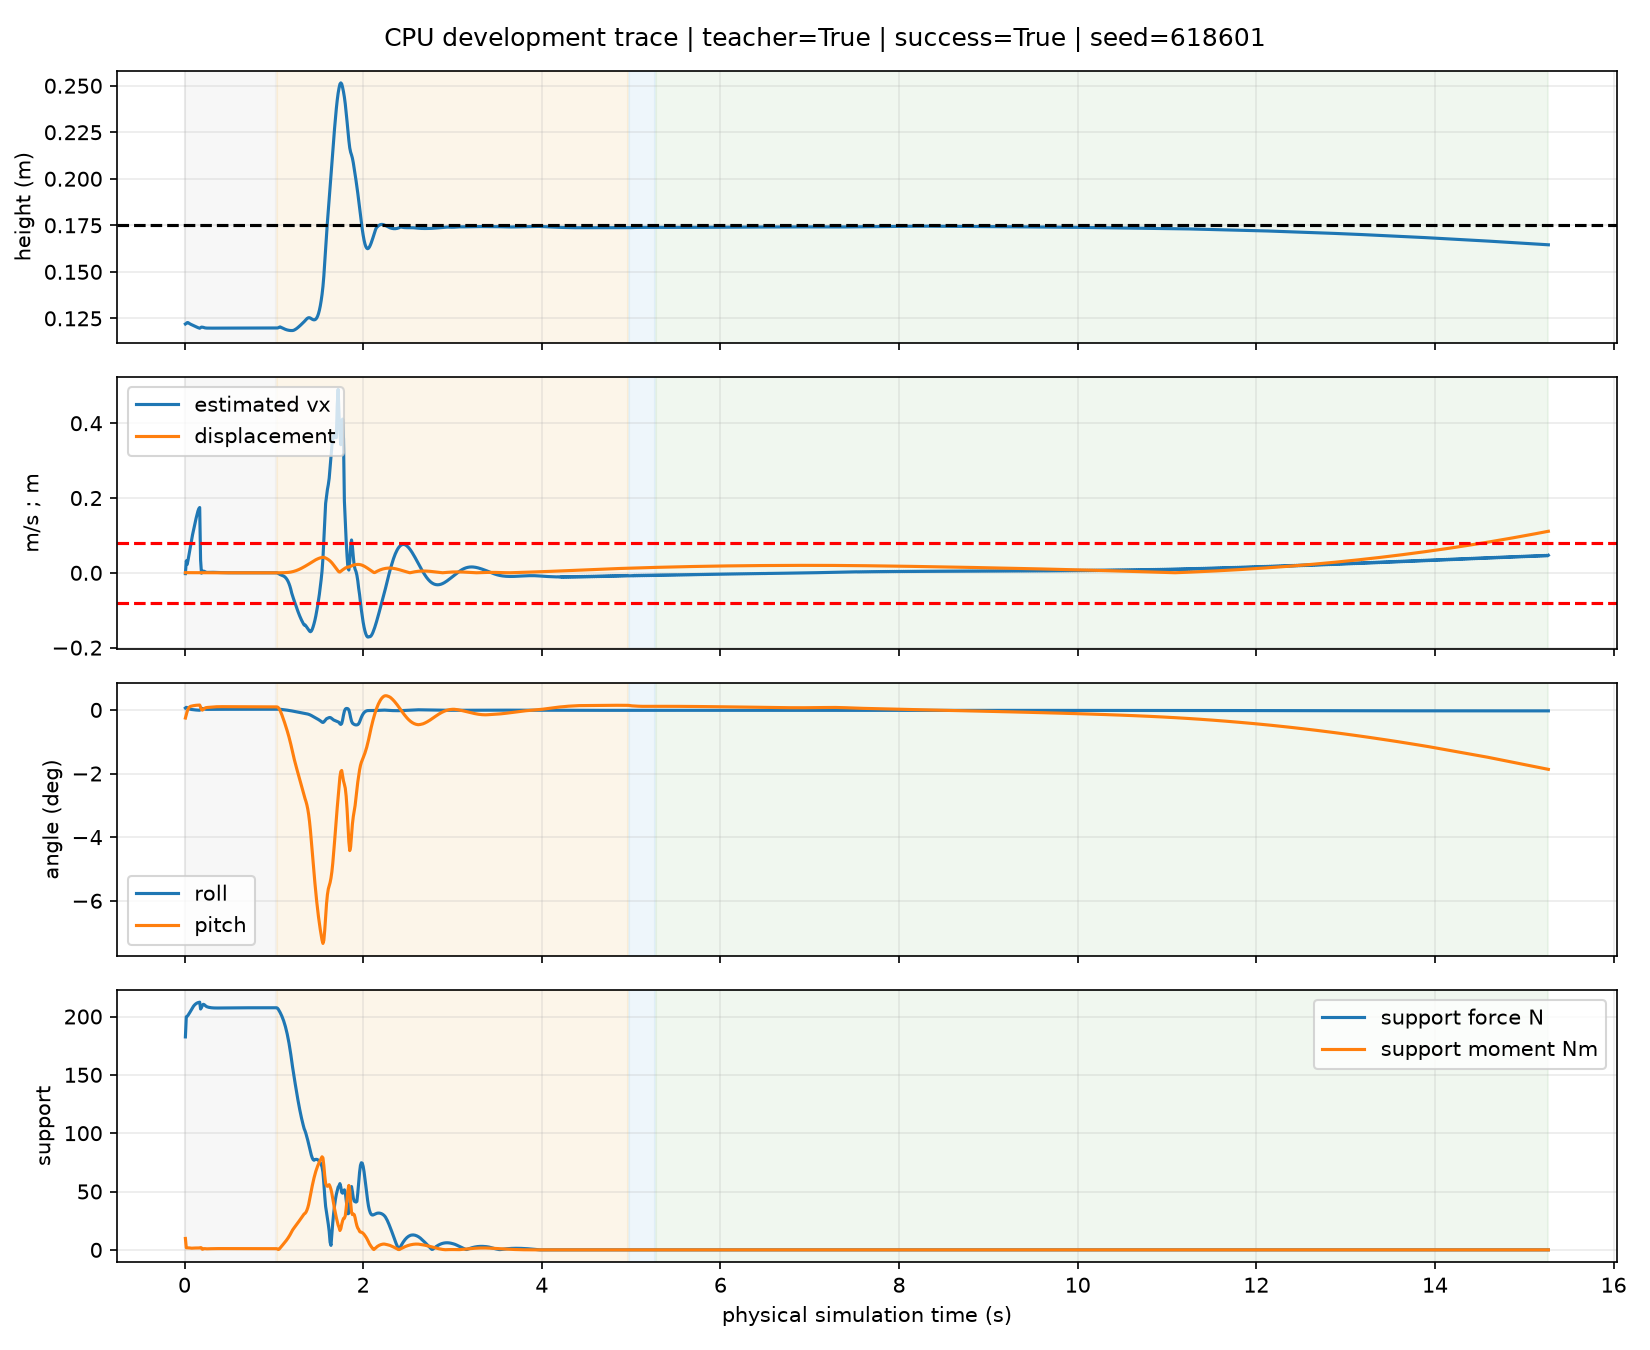 CPU development trace | teacher=True | success=True | seed=618601
height (m)
0.250
0.225
0.200
0.175
0.150
0.125
m/s ; m
0.4
0.2
0.0
−0.2
estimated vx
displacement
angle (deg)
0
−2
−4
−6
roll
pitch
support
200
150
100
50
0
support force N
support moment Nm
0 2 4 6 8 10 12 14 16
physical simulation time (s)